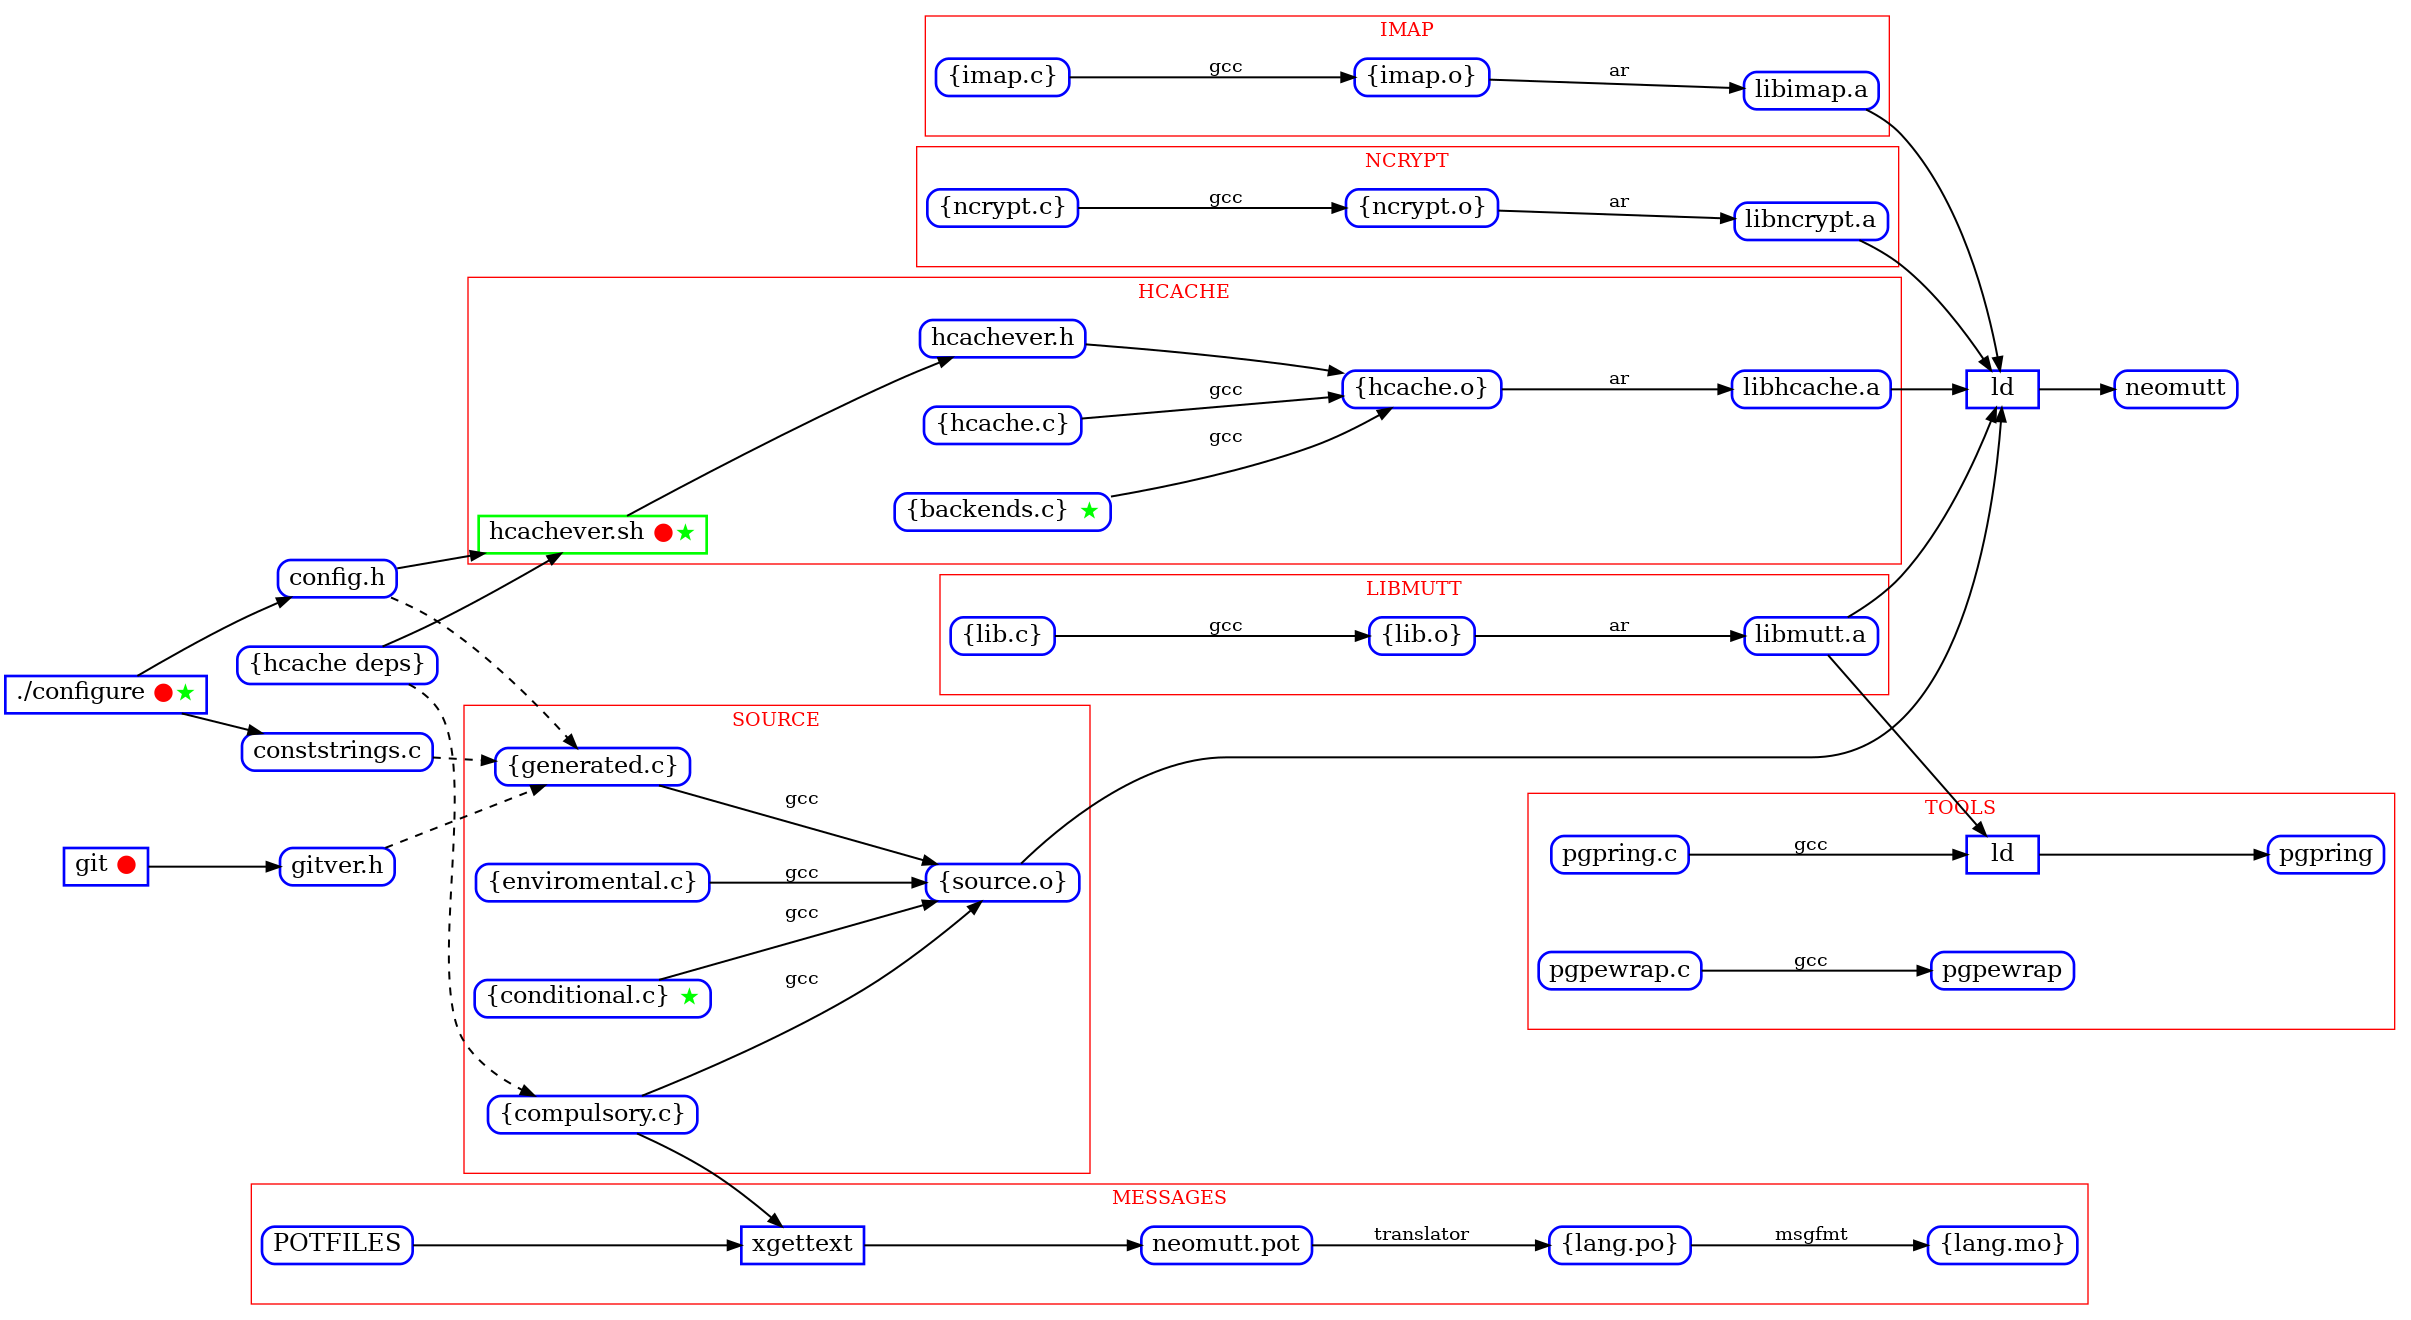 IMAP
{imap.c}
gcc
{imap.o}
ar
libimap.a
NCRYPT
{ncrypt.c}
gcc
{ncrypt.o}
ar
libncrypt.a
HCACHE
hcachever.h
{hcache.c}
gcc
{hcache.o}
ar
libhcache.a
gcc
{backends.c} ★
hcachever.sh ●★
ld
neomutt
config.h
{hcache deps}
./configure ●★
conststrings.c
git ●
gitver.h
LIBMUTT
{lib.c}
gcc
{lib.o}
ar
libmutt.a
SOURCE
{generated.c}
gcc
{enviromental.c}
gcc
{source.o}
gcc
{conditional.c} ★
gcc
{compulsory.c}
TOOLS
pgpring.c
gcc
ld
pgpring
pgpewrap.c
gcc
pgpewrap
MESSAGES
POTFILES
xgettext
neomutt.pot
translator
{lang.po}
msgfmt
{lang.mo}